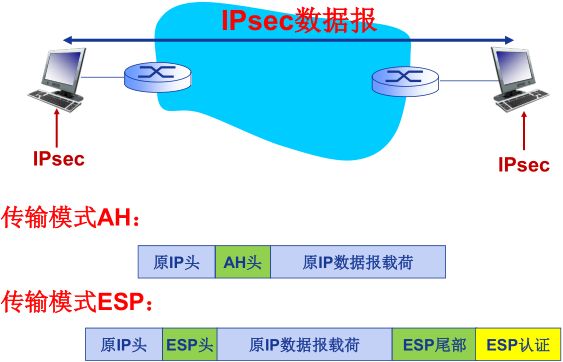 IPsec数据报
IPsec
IPsec
传输模式AH：
原IP头 AH头 原IP数据报载荷
传输模式ESP：
原IP头 ESP头 原IP数据报载荷 ESP尾部 ESP认证